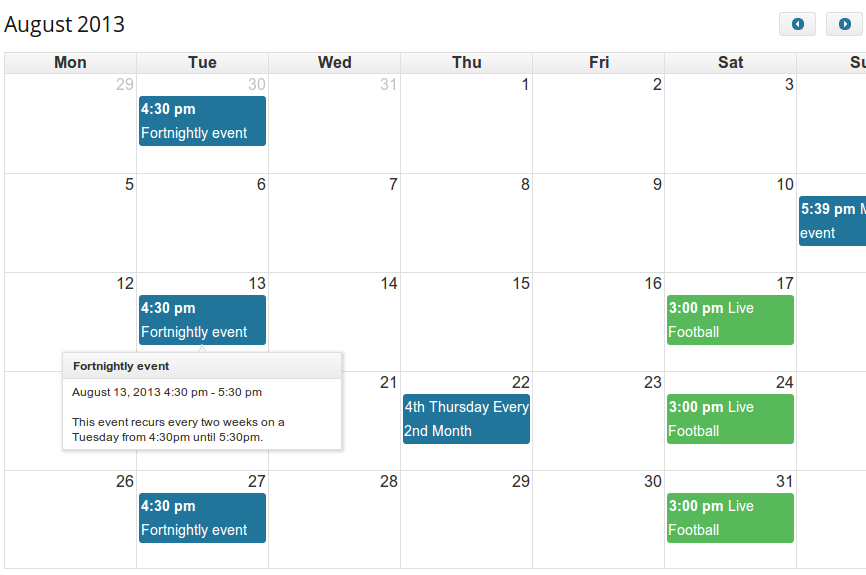 August 2013
Mon Tue Wed Thu Fri Sat
29 30 31 1 2 3
4:30 pm
Fortnightly event
5 6 7 8 9 10
5:39 pm
event
12 13 14 15 16 17
4:30 pm
Fortnightly event
3:00 pm Live
Football
Fortnightly event
August 13, 2013 4:30 pm - 5:30 pm
This event recurs every two weeks on a
Tuesday from 4:30pm until 5:30pm.
21 22 23 24
4th Thursday Every
2nd Month
3:00 pm Live
Football
26 27 28 29 30 31
4:30 pm
Fortnightly event
3:00 pm Live
Football